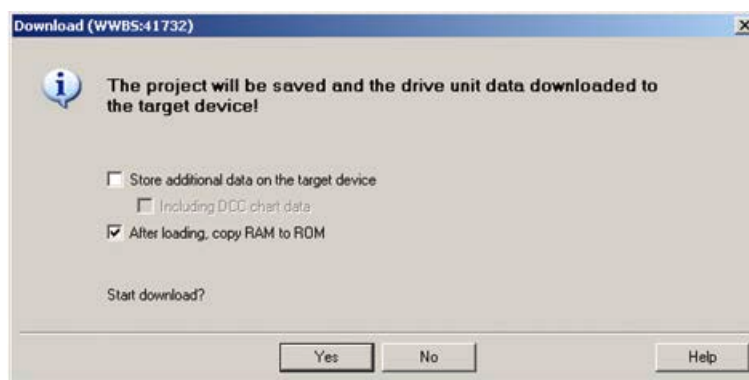 Download (WWBS:41732)
The project will be saved and the drive unit data downloaded to
the target device!
Store additional data on the target device
Including DCC chart data
After loading, copy RAM to ROM
Start download?
Yes
No
Help